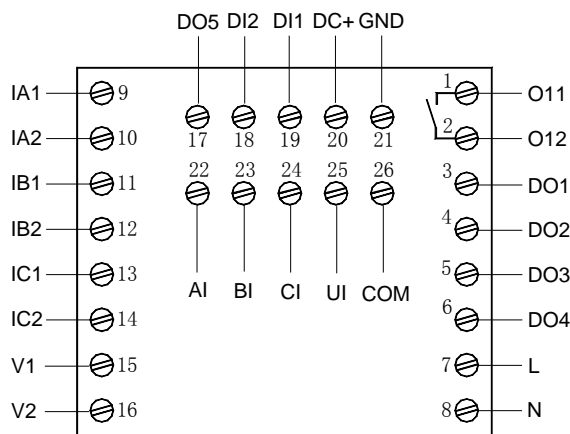 DO5 DI2 DI1 DC+ GND
IA1 9 1 O11
17 18 19 20 21
IA2 10 2 O12
22 23 24 25 26
IB1 11 3 DO1
IB2 12 4 DO2
IC1 13 5 DO3
AI BI CI UI COM
IC2 14 6 DO4
V1 15 7 L
V2 16 8 N